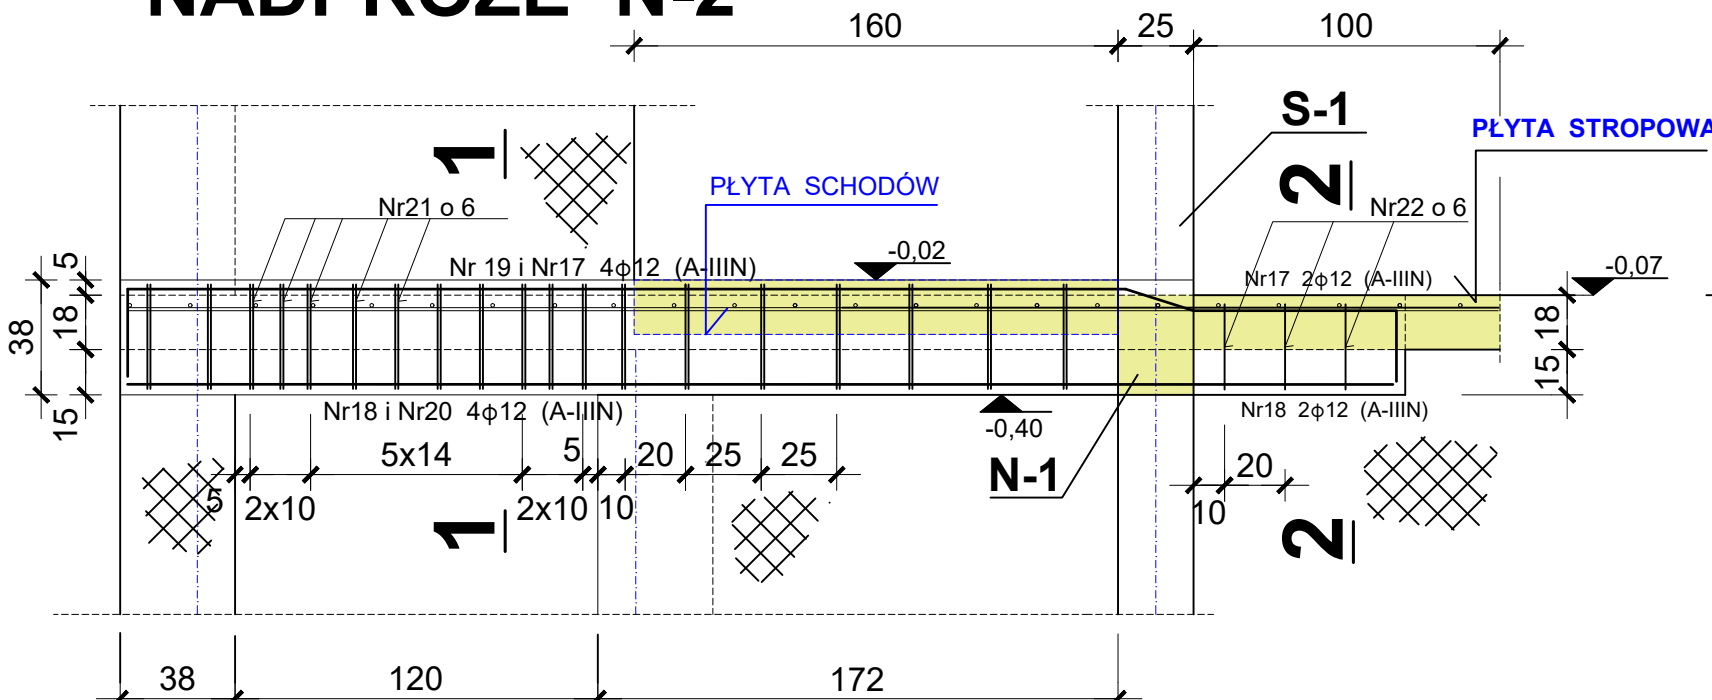 NADPROŻE N-2
160 25 100
S-1
PŁYTA STROPOWA
1
2
PŁYTA SCHODÓW
Nr21 o 6
Nr22 o 6
Nr 19 i Nr17 4ϕ12 (A-IIIN)
-0,02
Nr17 2ϕ12 (A-IIIN)
-0,07
5
18
38
15
18
15
Nr18 i Nr20 4ϕ12 (A-IIIN)
-0,40
Nr18 2ϕ12 (A-IIIN)
5x14 5 20 25 25
N-1
20
5 2x10 2x10 10
10
1
2
38 120 172